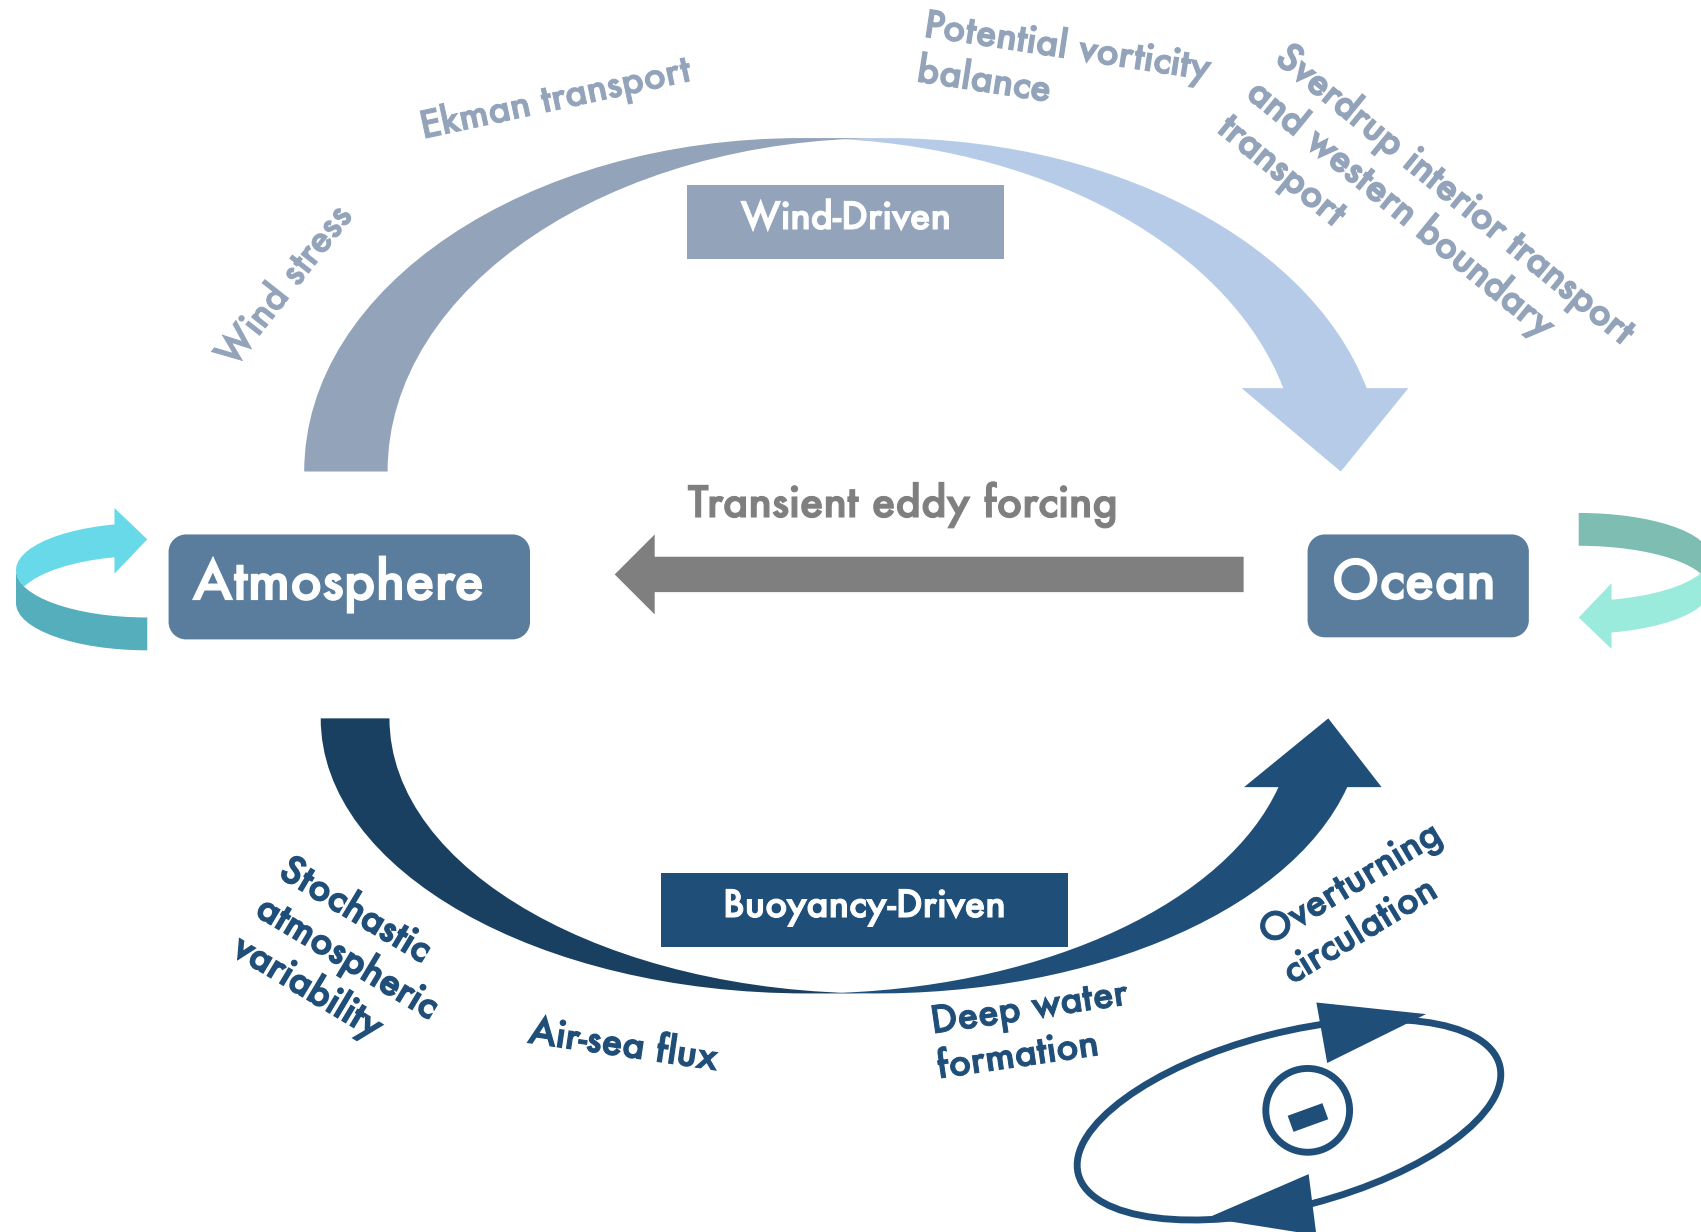 Wind stress
Ekman transport
Potential vorticity
balance
Sverdrup interior transport
and western boundary
transport
Wind-Driven
Transient eddy forcing
Atmosphere
Ocean
Buoyancy-Driven
Stochastic
atmospheric
variability
Air-sea flux
Deep water
formation
Overturning
circulation